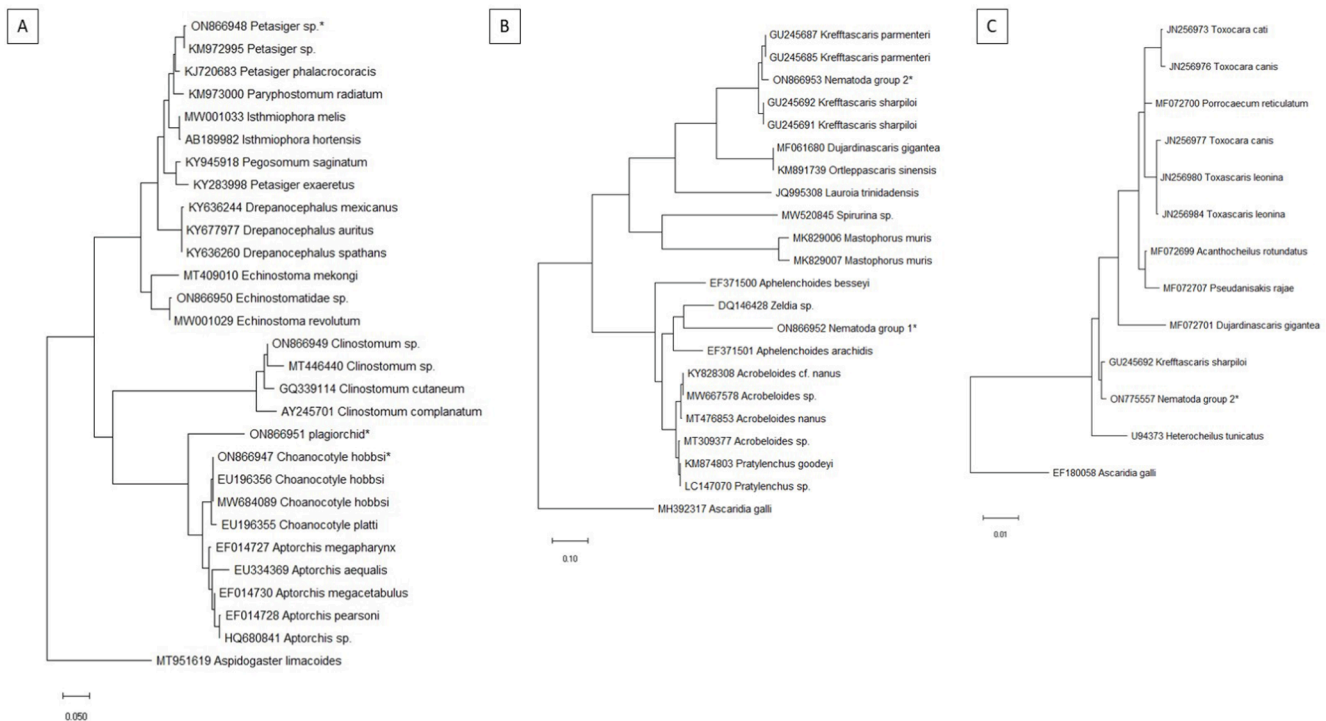 A
ON866948 Petasiger sp.*
KM972995 Petasiger sp.
KJ720683 Petasiger phalacrocoracis
KM973000 Paryphostomum radiatum
MW001033 Isthmiophora melis
AB189982 Isthmiophora hortensis
KY945918 Pegosomum saginatum
KY283998 Petasiger exaeretus
KY636244 Drepanocephalus mexicanus
KY677977 Drepanocephalus auritus
KY636260 Drepanocephalus spathans
MT409010 Echinostoma mekongi
ON866950 Echinostomatidae sp.
MW001029 Echinostoma revolutum
ON866949 Clinostomum sp.
MT446440 Clinostomum sp.
GQ339114 Clinostomum cutaneum
AY245701 Clinostomum complanatum
ON866951 plagiorchid*
ON866947 Choanocotyle hobbsi*
EU196356 Choanocotyle hobbsi
MW684089 Choanocotyle hobbsi
EU196355 Choanocotyle platti
EF014727 Aptorchis megapharynx
EU334369 Aptorchis aequalis
EF014730 Aptorchis megacetabulus
EF014728 Aptorchis pearsoni
HQ680841 Aptorchis sp.
MT951619 Aspidogaster limacoides
0.050
B
GU245687 Krefftascaris parmenteri
GU245685 Krefftascaris parmenteri
ON866953 Nematoda group 2*
GU245692 Krefftascaris sharpiloi
GU245691 Krefftascaris sharpiloi
MF061680 Dujardinascaris gigantea
KM891739 Ortleppascaris sinensis
JQ995308 Lauroia trinidadensis
MW520845 Spirurina sp.
MK829006 Mastophorus muris
MK829007 Mastophorus muris
EF371500 Aphelenchoides besseyi
DQ146428 Zeldia sp.
ON866952 Nematoda group 1*
EF371501 Aphelenchoides arachidis
KY828308 Acrobeloides cf. nanus
MW667578 Acrobeloides sp.
MT476853 Acrobeloides nanus
MT309377 Acrobeloides sp.
KM874803 Pratylenchus goodeyi
LC147070 Pratylenchus sp.
MH392317 Ascaridia galli
0.10
C
JN256973 Toxocara cati
JN256976 Toxocara canis
MF072700 Porrocaecum reticulatum
JN256977 Toxocara canis
JN256980 Toxascaris leonina
JN256984 Toxascaris leonina
MF072699 Acanthocheilus rotundatus
MF072707 Pseudanisakis rajae
MF072701 Dujardinascaris gigantea
GU245692 Krefftascaris sharpiloi
ON775557 Nematoda group 2*
U94373 Heterocheilus tunicatus
EF180058 Ascaridia galli
0.01